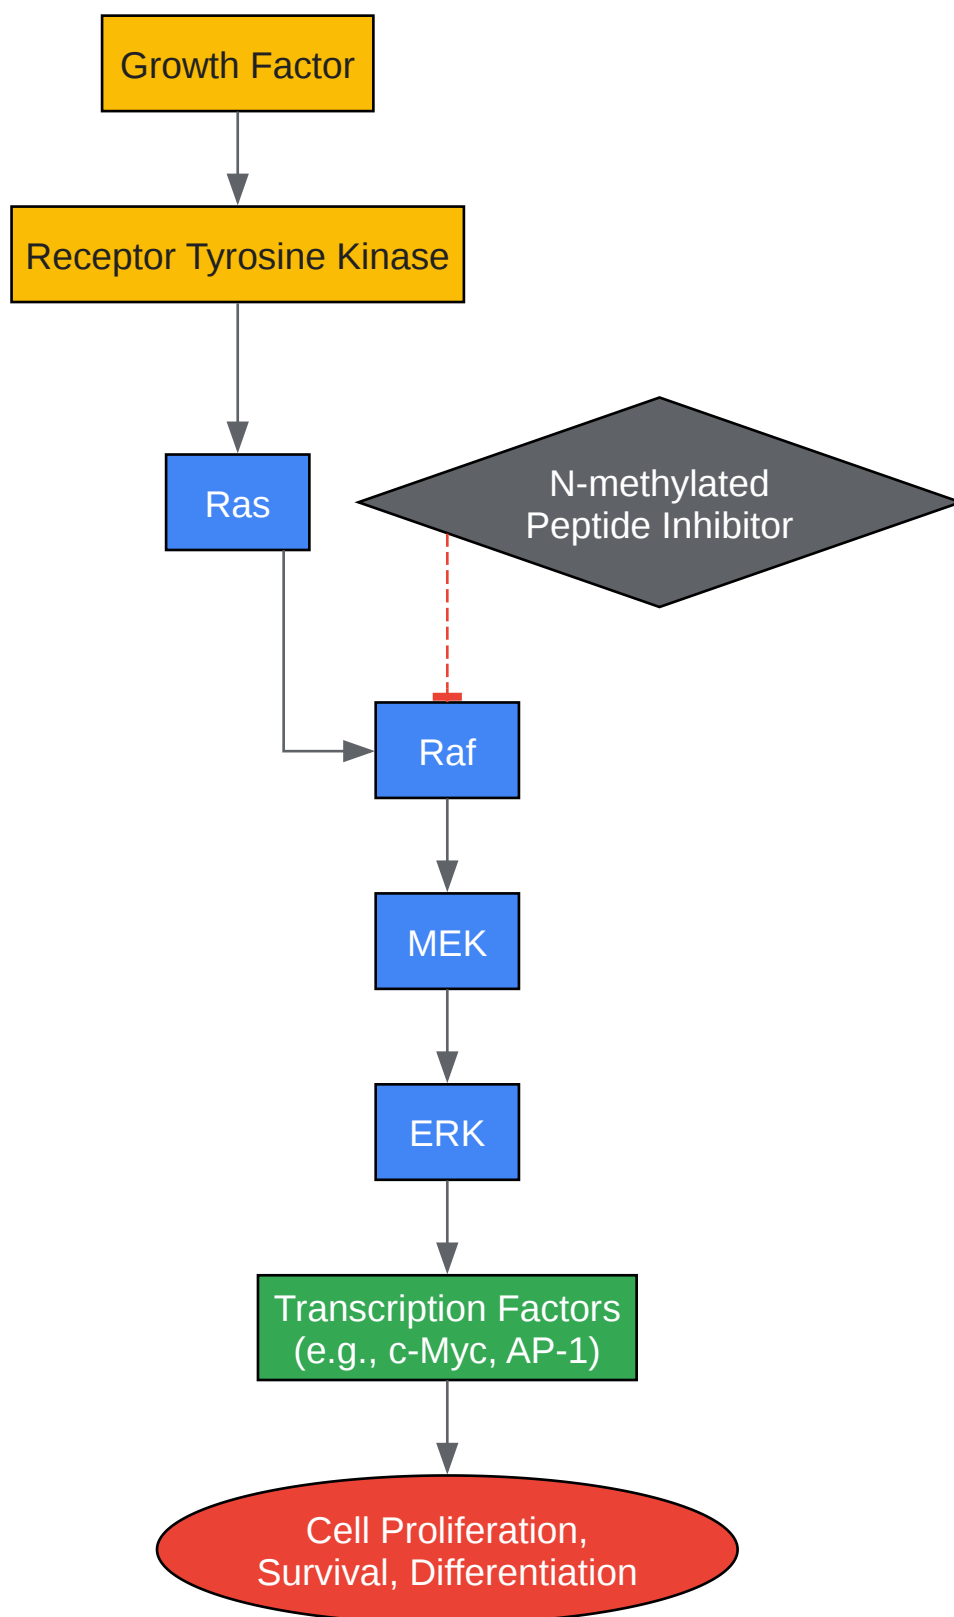 Growth Factor
Receptor Tyrosine Kinase
Ras
N-methylated
Peptide Inhibitor
Raf
MEK
ERK
Transcription Factors
(e.g., c-Myc, AP-1)
Cell Proliferation,
Survival, Differentiation